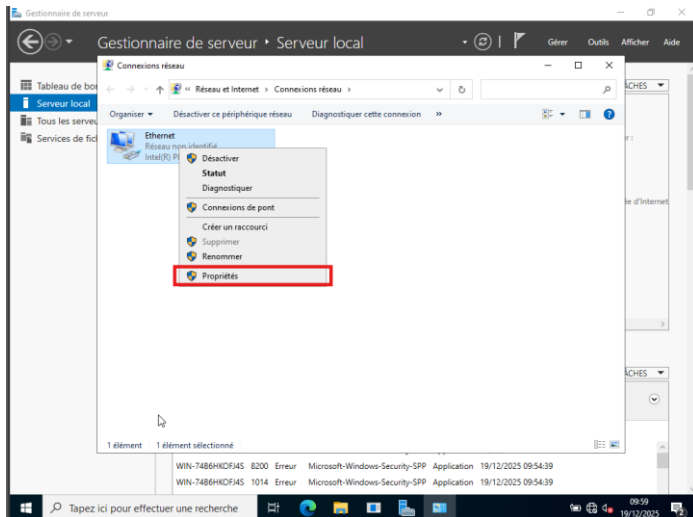 Gestionnaire de serveur
Gestionnaire de serveur ‣ Serveur local
Gérer Outils Afficher Aide
Connexions réseau
« Réseau et Internet › Connexions réseau ›
Organiser Désactiver ce périphérique réseau Diagnostiquer cette connexion »
Tableau de bor
Serveur local
Tous les serveu
Services de fich
ÂCHES
Ethernet
Réseau non identifié
Intel(R) P
Désactiver
Statut
Diagnostiquer
Connexions de pont
Créer un raccourci
Supprimer
Renommer
Propriétés
ée d'Internet
ÂCHES
1 élément 1 élément sélectionné
WIN-74B6HKOFJ4S 8200 Erreur Microsoft-Windows-Security-SPP Application 19/12/2025 09:54:39
WIN-74B6HKOFJ4S 1014 Erreur Microsoft-Windows-Security-SPP Application 19/12/2025 09:54:39
Tapez ici pour effectuer une recherche
09:59
19/12/2025